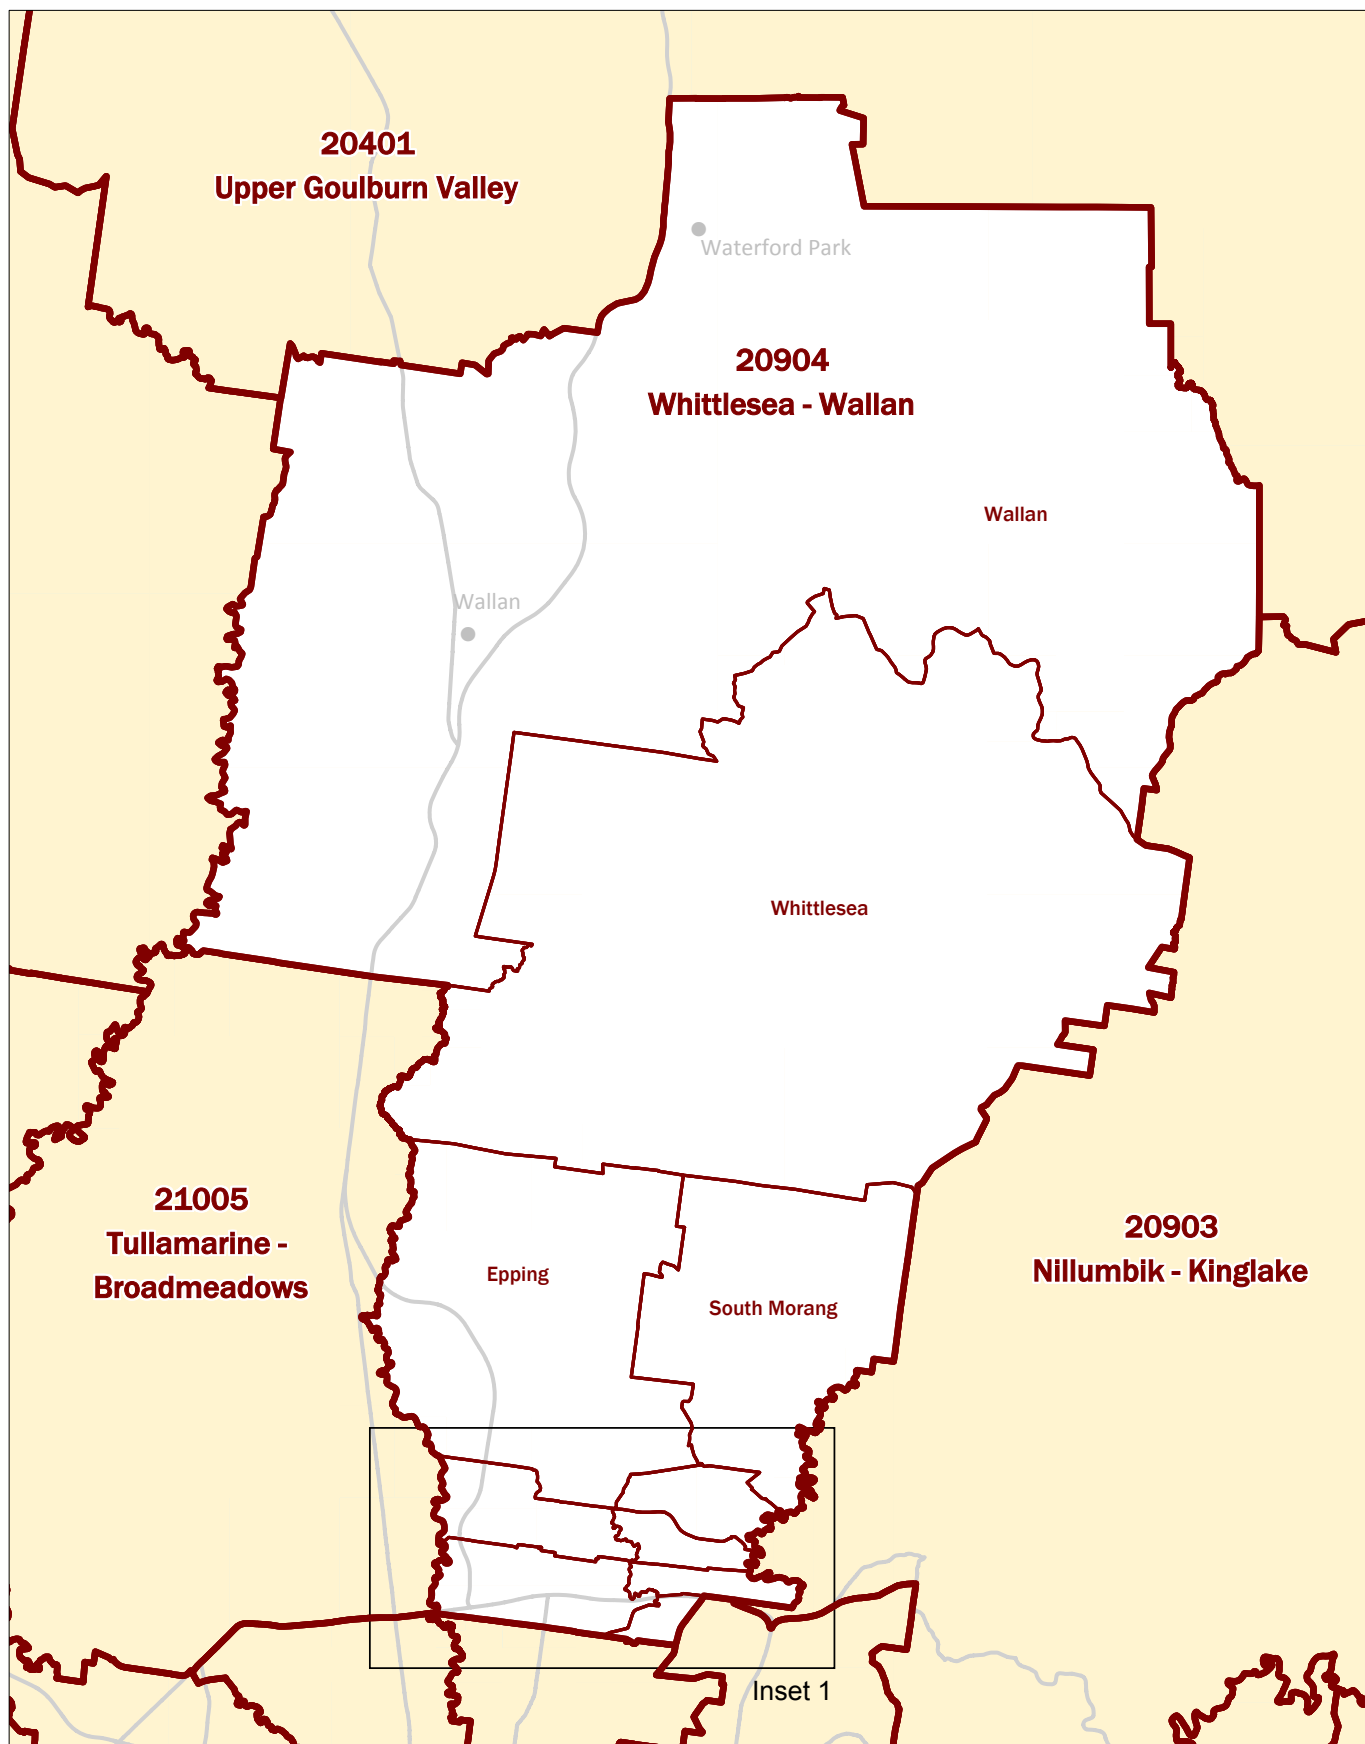 20401
Upper Goulburn Valley
Waterford Park
20904
Whittlesea - Wallan
Wallan
Wallan
Whittlesea
21005
Tullamarine -
Broadmeadows
20903
Nillumbik - Kinglake
Epping
South Morang
Inset 1